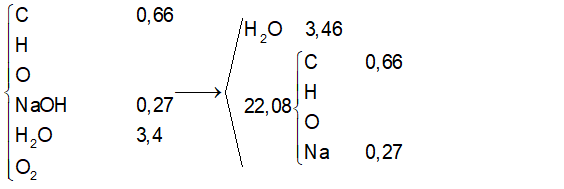 C 0,66
H
O
NaOH 0,27
H2O 3,4
O2
H2O 3,46
22,08
C 0,66
H
O
Na 0,27